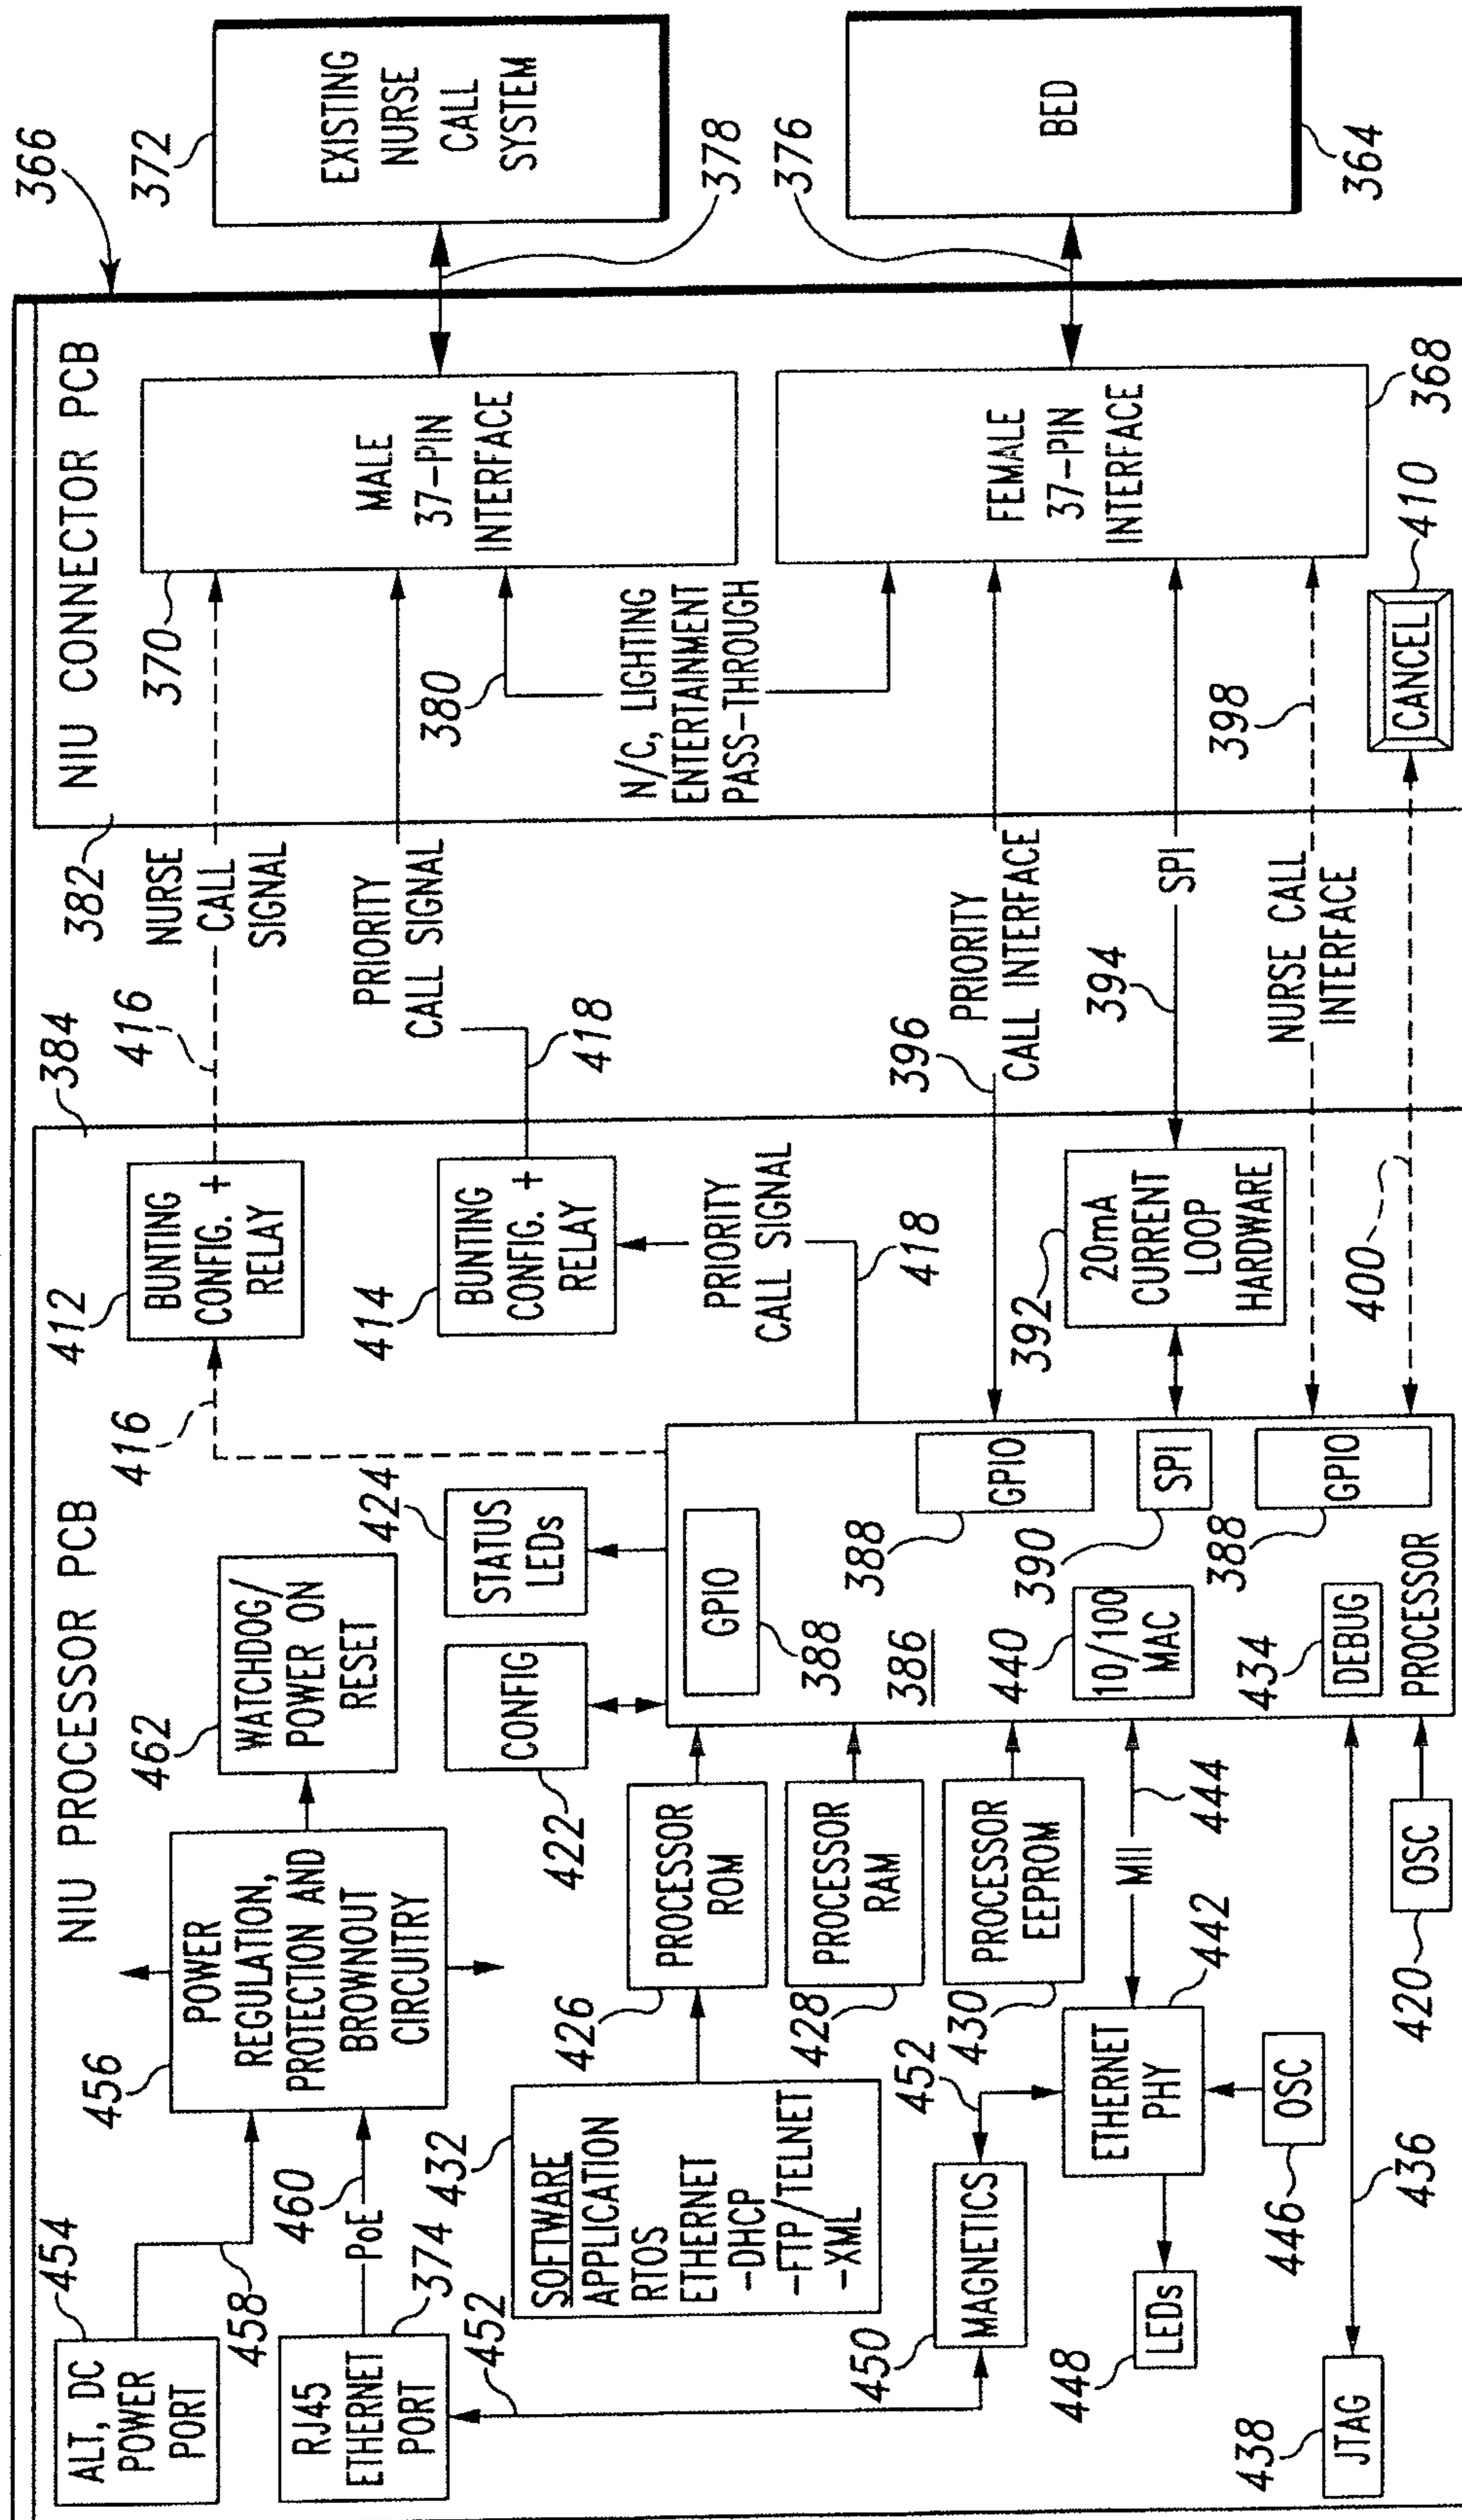 366
372
EXISTING
NURSE
CALL
SYSTEM
378
376
BED
364
NIU CONNECTOR PCB
370
MALE
37-PIN
INTERFACE
380
N/C, LIGHTING
ENTERTAINMENT
PASS-THROUGH
FEMALE
37-PIN
INTERFACE
368
398
CANCEL
410
382
NURSE
CALL
SIGNAL
416
PRIORITY
CALL SIGNAL
418
PRIORITY
CALL INTERFACE
396
SPI
394
NURSE CALL
INTERFACE
400
384
NIU PROCESSOR PCB
412
BUNTING
CONFIG. +
RELAY
416
414
BUNTING
CONFIG. +
RELAY
PRIORITY
CALL SIGNAL
418
392
20mA
CURRENT
LOOP
HARDWARE
462
WATCHDOG/
POWER ON
RESET
424
STATUS
LEDs
CONFIG
422
GPIO
388
GPIO
388
386
SPI
390
GPIO
388
440
10/100
MAC
434
DEBUG
PROCESSOR
456
POWER
REGULATION,
PROTECTION AND
BROWNOUT
CIRCUITRY
PROCESSOR
ROM
426
PROCESSOR
RAM
428
PROCESSOR
EEPROM
430
MII
444
442
ETHERNET
PHY
OSC
420
OSC
446
436
454
ALT, DC
POWER
PORT
458
460
PoE
374
RJ45
ETHERNET
PORT
452
432
SOFTWARE
APPLICATION
RTOS
ETHERNET
-DHCP
-FTP/TELNET
-XML
452
MAGNETICS
450
LEDs
448
JTAG
438